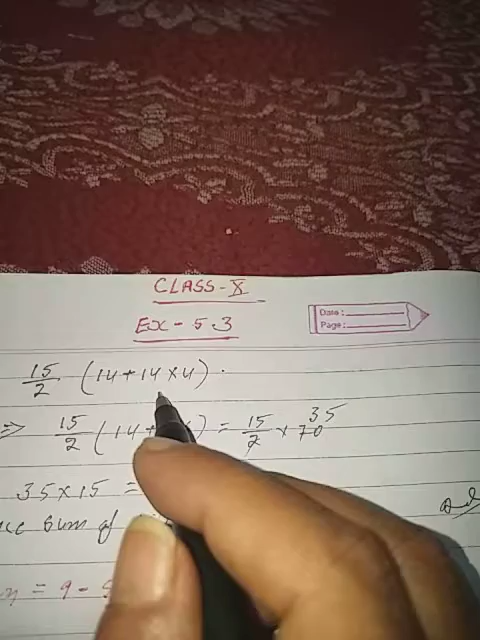 CLASS-X
EX-5.3
Date:
Page:
15/2 (14+14×4).
⇒ 15/2 (14+ ) = 15/2 × 70 35
35×15 =
Sum of
= 9 -